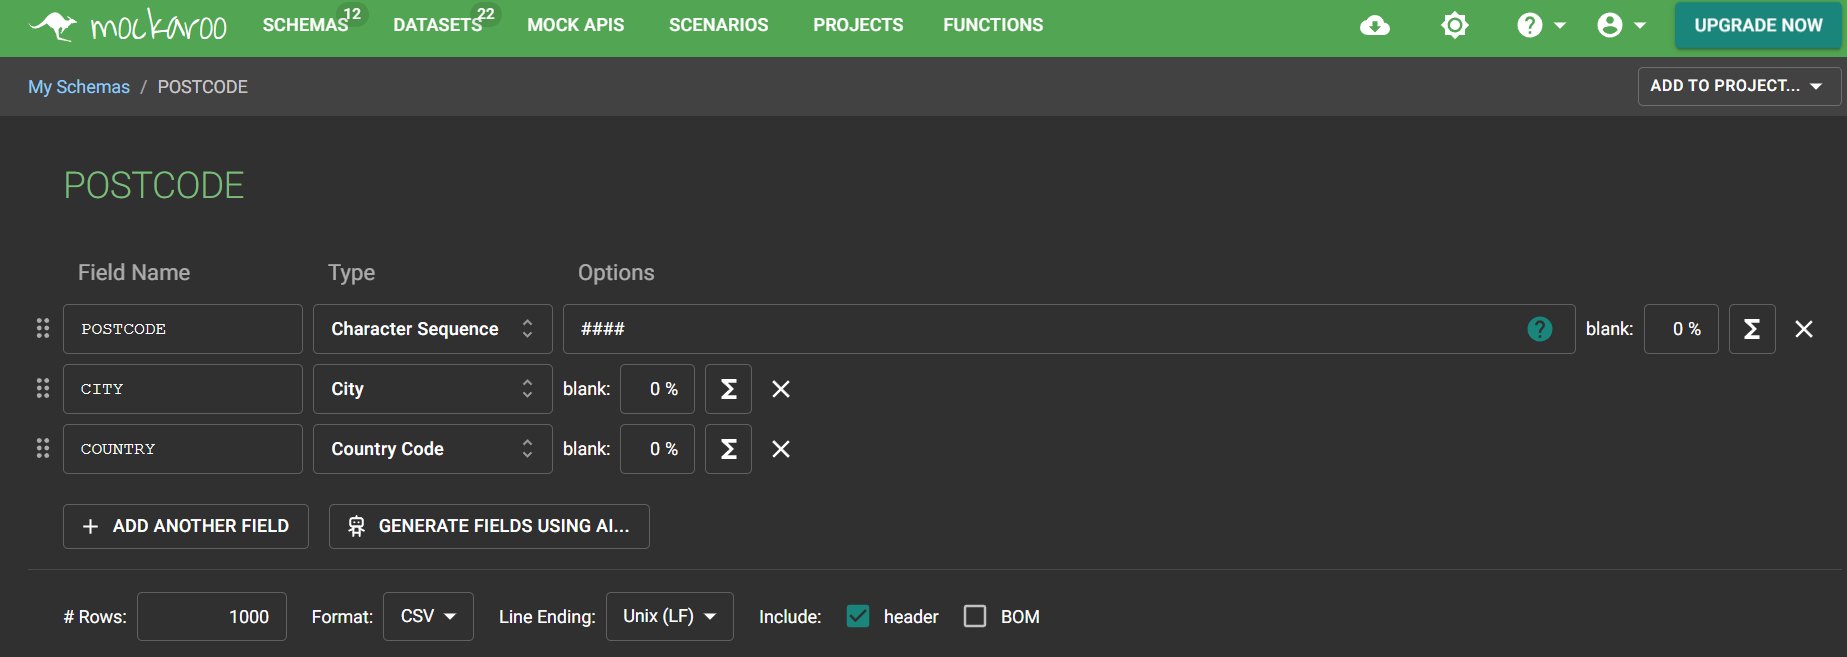 mockaroo SCHEMAS 12 DATASETS 22 MOCK APIS SCENARIOS PROJECTS FUNCTIONS ? UPGRADE NOW
My Schemas / POSTCODE ADD TO PROJECT...
POSTCODE
Field Name Type Options
POSTCODE Character Sequence #### ? blank: 0 % Σ
CITY City blank: 0 % Σ
COUNTRY Country Code blank: 0 % Σ
+ ADD ANOTHER FIELD GENERATE FIELDS USING AI...
# Rows: 1000 Format: CSV Line Ending: Unix (LF) Include: header BOM